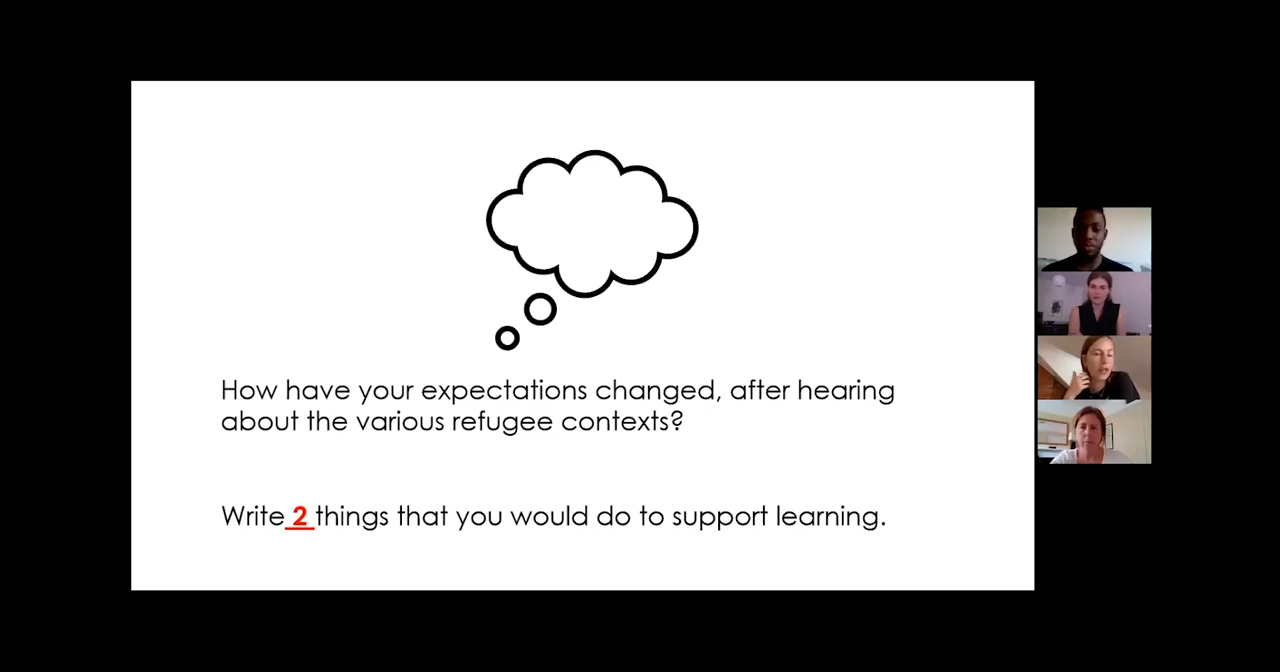 How have your expectations changed, after hearing
about the various refugee contexts?
Write 2 things that you would do to support learning.